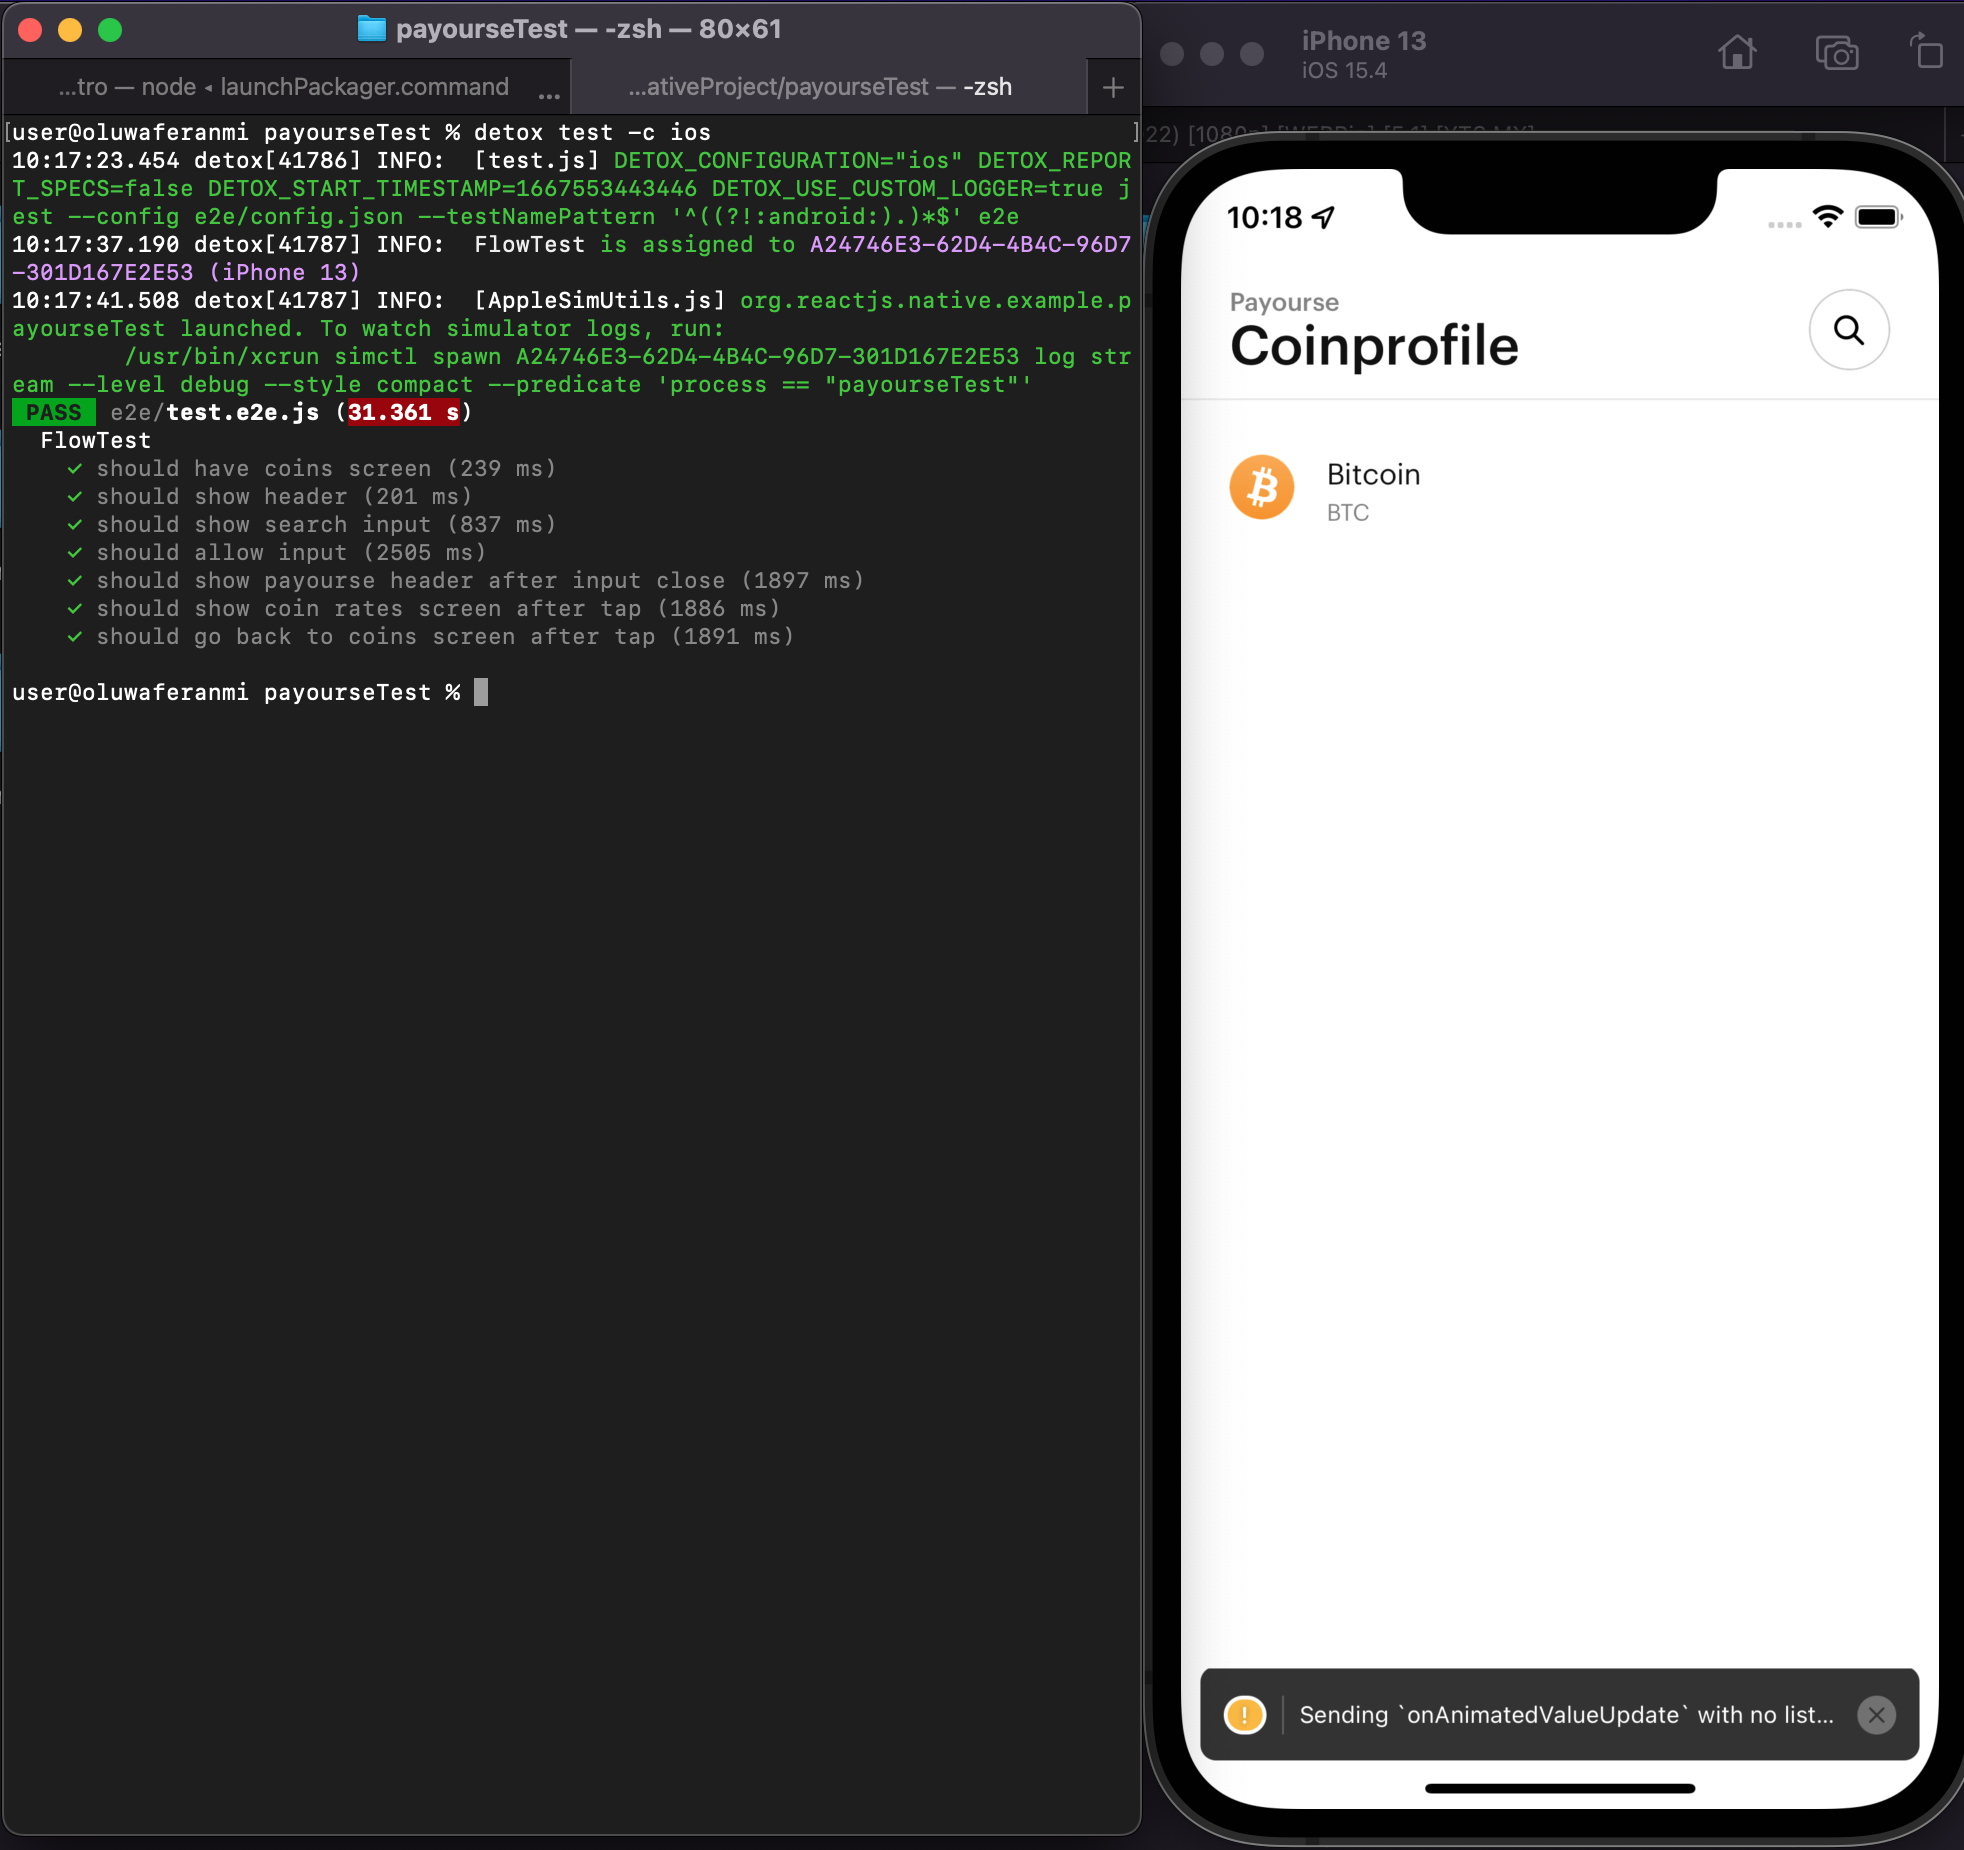 payourseTest — -zsh — 80×61
...tro — node ◂ launchPackager.command ...
...ativeProject/payourseTest — -zsh
+
[user@oluwaferanmi payourseTest % detox test -c ios ]
10:17:23.454 detox[41786] INFO:  [test.js] DETOX_CONFIGURATION="ios" DETOX_REPOR
T_SPECS=false DETOX_START_TIMESTAMP=1667553443446 DETOX_USE_CUSTOM_LOGGER=true j
est --config e2e/config.json --testNamePattern '^((?!:android:).)*$' e2e
10:17:37.190 detox[41787] INFO:  FlowTest is assigned to A24746E3-62D4-4B4C-96D7
-301D167E2E53 (iPhone 13)
10:17:41.508 detox[41787] INFO:  [AppleSimUtils.js] org.reactjs.native.example.p
ayourseTest launched. To watch simulator logs, run:
/usr/bin/xcrun simctl spawn A24746E3-62D4-4B4C-96D7-301D167E2E53 log str
eam --level debug --style compact --predicate 'process == "payourseTest"'
PASS e2e/test.e2e.js (31.361 s)
FlowTest
✓ should have coins screen (239 ms)
✓ should show header (201 ms)
✓ should show search input (837 ms)
✓ should allow input (2505 ms)
✓ should show payourse header after input close (1897 ms)
✓ should show coin rates screen after tap (1886 ms)
✓ should go back to coins screen after tap (1891 ms)
user@oluwaferanmi payourseTest %
iPhone 13
iOS 15.4
22) [1080p]
10:18
Payourse
Coinprofile
Bitcoin
BTC
Sending `onAnimatedValueUpdate` with no list...